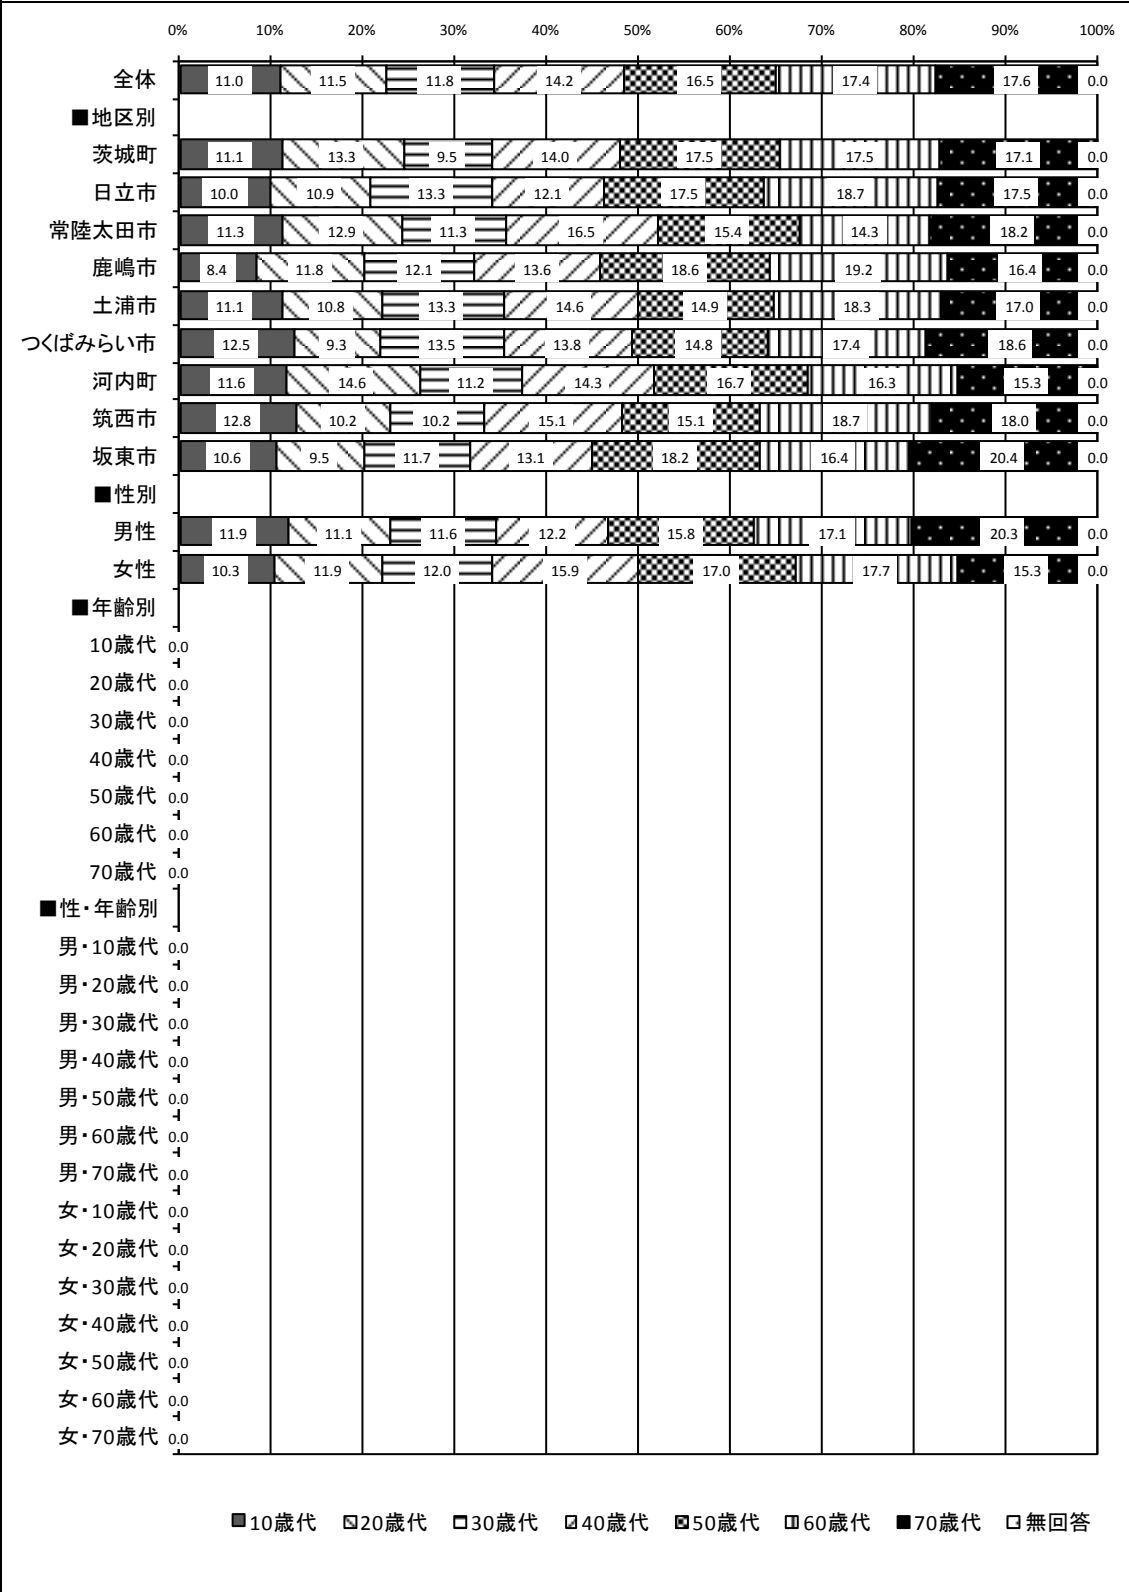 0% 10% 20% 30% 40% 50% 60% 70% 80% 90% 100%
全体 11.0 11.5 11.8 14.2 16.5 17.4 17.6 0.0
■地区別
茨城町 11.1 13.3 9.5 14.0 17.5 17.5 17.1 0.0
日立市 10.0 10.9 13.3 12.1 17.5 18.7 17.5 0.0
常陸太田市 11.3 12.9 11.3 16.5 15.4 14.3 18.2 0.0
鹿嶋市 8.4 11.8 12.1 13.6 18.6 19.2 16.4 0.0
土浦市 11.1 10.8 13.3 14.6 14.9 18.3 17.0 0.0
つくばみらい市 12.5 9.3 13.5 13.8 14.8 17.4 18.6 0.0
河内町 11.6 14.6 11.2 14.3 16.7 16.3 15.3 0.0
筑西市 12.8 10.2 10.2 15.1 15.1 18.7 18.0 0.0
坂東市 10.6 9.5 11.7 13.1 18.2 16.4 20.4 0.0
■性別
男性 11.9 11.1 11.6 12.2 15.8 17.1 20.3 0.0
女性 10.3 11.9 12.0 15.9 17.0 17.7 15.3 0.0
■年齢別
10歳代 0.0
20歳代 0.0
30歳代 0.0
40歳代 0.0
50歳代 0.0
60歳代 0.0
70歳代 0.0
■性・年齢別
男・10歳代 0.0
男・20歳代 0.0
男・30歳代 0.0
男・40歳代 0.0
男・50歳代 0.0
男・60歳代 0.0
男・70歳代 0.0
女・10歳代 0.0
女・20歳代 0.0
女・30歳代 0.0
女・40歳代 0.0
女・50歳代 0.0
女・60歳代 0.0
女・70歳代 0.0
10歳代 20歳代 30歳代 40歳代 50歳代 60歳代 70歳代 無回答